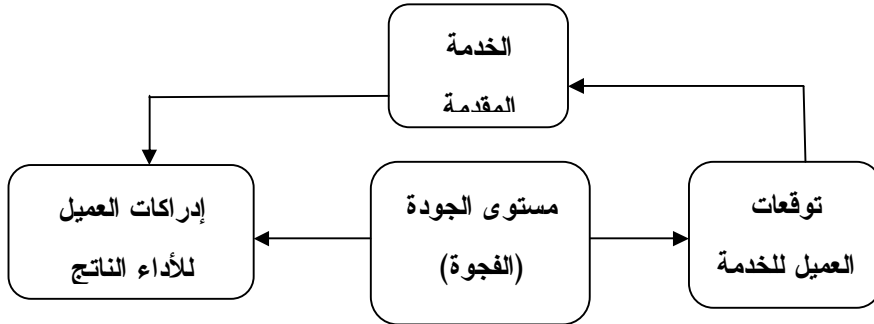 الخدمة
المقدمة
توقعات
العميل للخدمة
مستوى الجودة
(الفجوة)
إدراكات العميل
للأداء الناتج